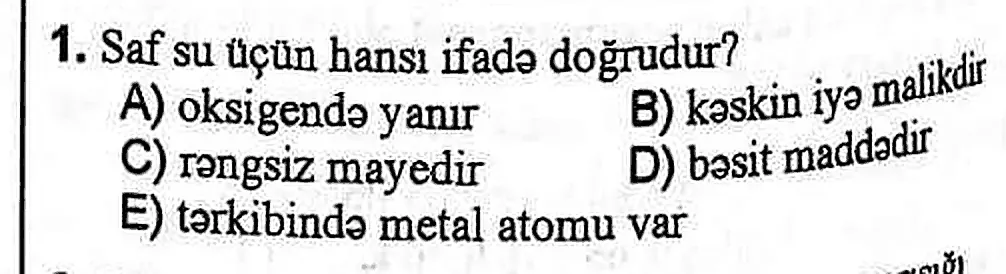 1. Saf su üçün hansı ifadə doğrudur?
A) oksigendə yanır B) kəskin iyə malikdir
C) rəngsiz mayedir D) bəsit maddədir
E) tərkibində metal atomu var